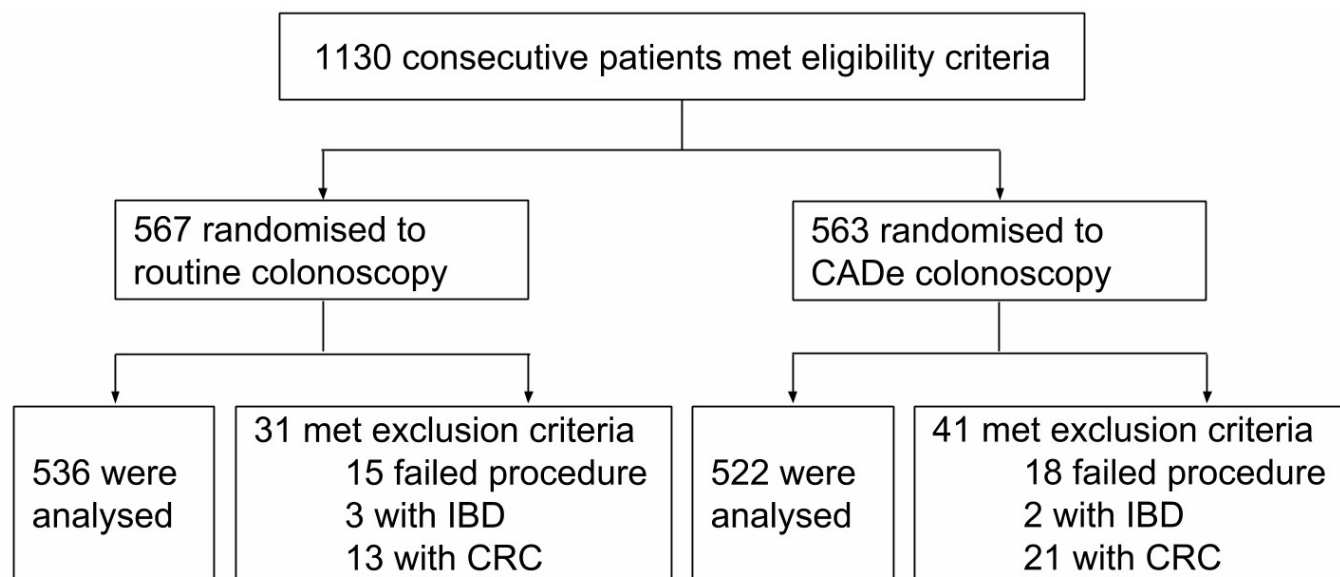 1130 consecutive patients met eligibility criteria
567 randomised to
routine colonoscopy
563 randomised to
CADe colonoscopy
536 were
analysed
31 met exclusion criteria
15 failed procedure
3 with IBD
13 with CRC
522 were
analysed
41 met exclusion criteria
18 failed procedure
2 with IBD
21 with CRC